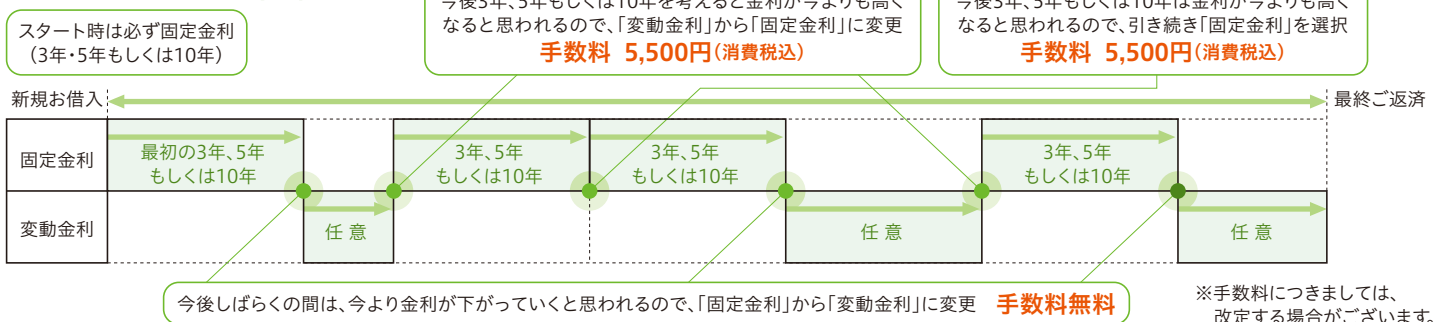 今後3年、5年もしくは10年を考えると金利が今よりも高く
なると思われるので、「変動金利」から「固定金利」に変更
手数料 5,500円(消費税込)
今後3年、5年もしくは10年は金利が今よりも高く
なると思われるので、引き続き「固定金利」を選択
手数料 5,500円(消費税込)
スタート時は必ず固定金利
(3年・5年もしくは10年)
新規お借入
最終ご返済
固定金利
最初の3年、5年
もしくは10年
3年、5年
もしくは10年
3年、5年
もしくは10年
3年、5年
もしくは10年
変動金利
任意
任意
任意
今後しばらくの間は、今より金利が下がっていくと思われるので、「固定金利」から「変動金利」に変更 手数料無料
※手数料につきましては、
改定する場合がございます。